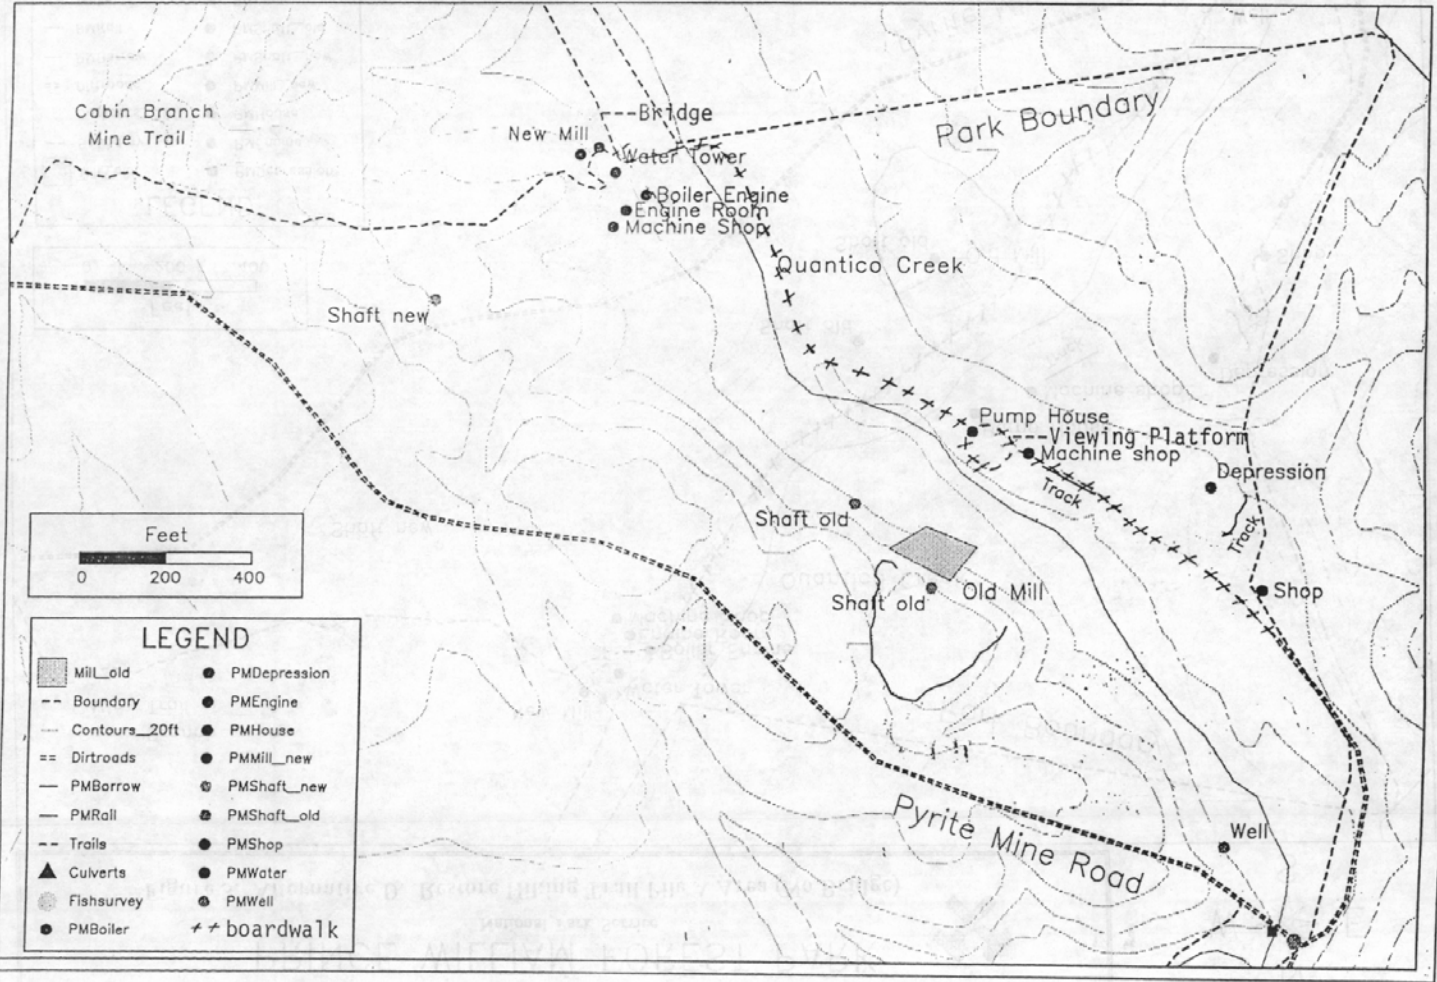 Cabin Branch
Mine Trail
Bridge
New Mill
Water Tower
Boiler Engine
Engine Room
Machine Shop
Park Boundary
Quantico Creek
Shaft new
Pump House
Viewing Platform
Machine shop
Track
Depression
Track
Shaft old
Shaft old
Old Mill
Shop
Feet
0 200 400
Pyrite Mine Road
Well
LEGEND
Mill_old
Boundary
Contours_20ft
Dirtroads
PMBorrow
PMRail
Trails
Culverts
Fishsurvey
PMBoiler
PMDepression
PMEngine
PMHouse
PMMill_new
PMShaft_new
PMShaft_old
PMShop
PMWater
PMWell
boardwalk